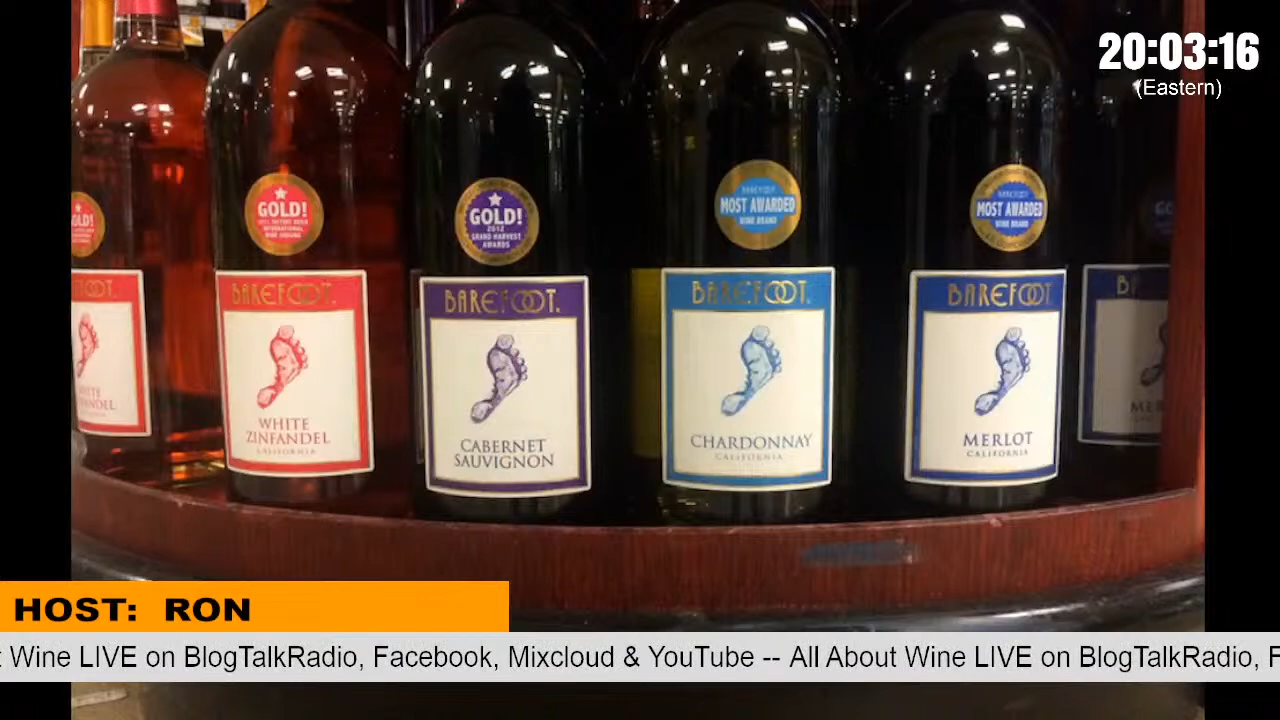 20:03:16
(Eastern)
GOLD!
GOLD!
2012
GRAND HARVEST
AWARDS
BAREFOOT
MOST AWARDED
WINE BRAND
BAREFOOT
MOST AWARDED
WINE BRAND
BAREFOOT.
WHITE
ZINFANDEL
CALIFORNIA
BAREFOOT.
CABERNET
SAUVIGNON
BAREFOOT.
CHARDONNAY
CALIFORNIA
BAREFOOT
MERLOT
CALIFORNIA
HOST: RON
Wine LIVE on BlogTalkRadio, Facebook, Mixcloud & YouTube -- All About Wine LIVE on BlogTalkRadio, F